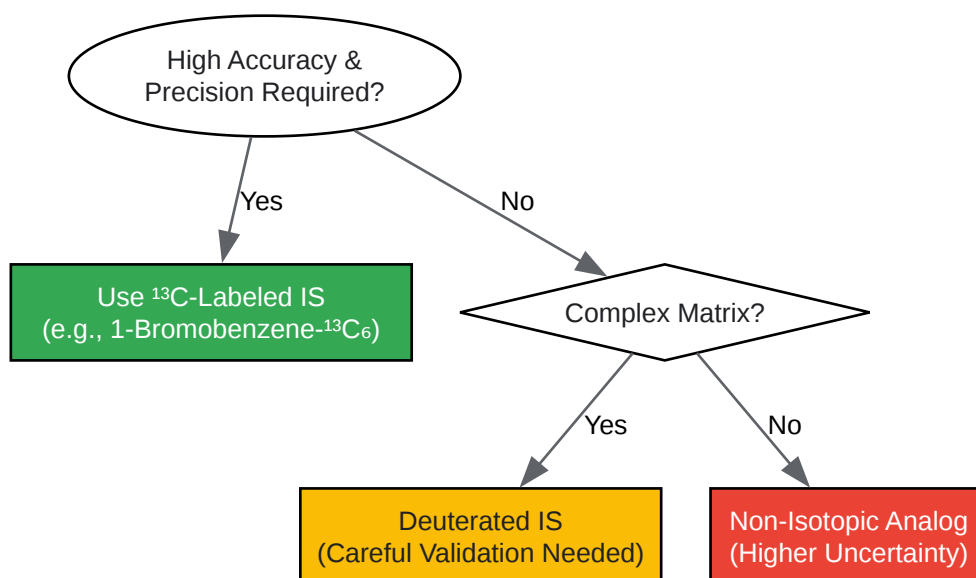 High Accuracy &
Precision Required?
Yes
No
Use ¹³C-Labeled IS
(e.g., 1-Bromobenzene-¹³C₆)
Complex Matrix?
Yes
No
Deuterated IS
(Careful Validation Needed)
Non-Isotopic Analog
(Higher Uncertainty)